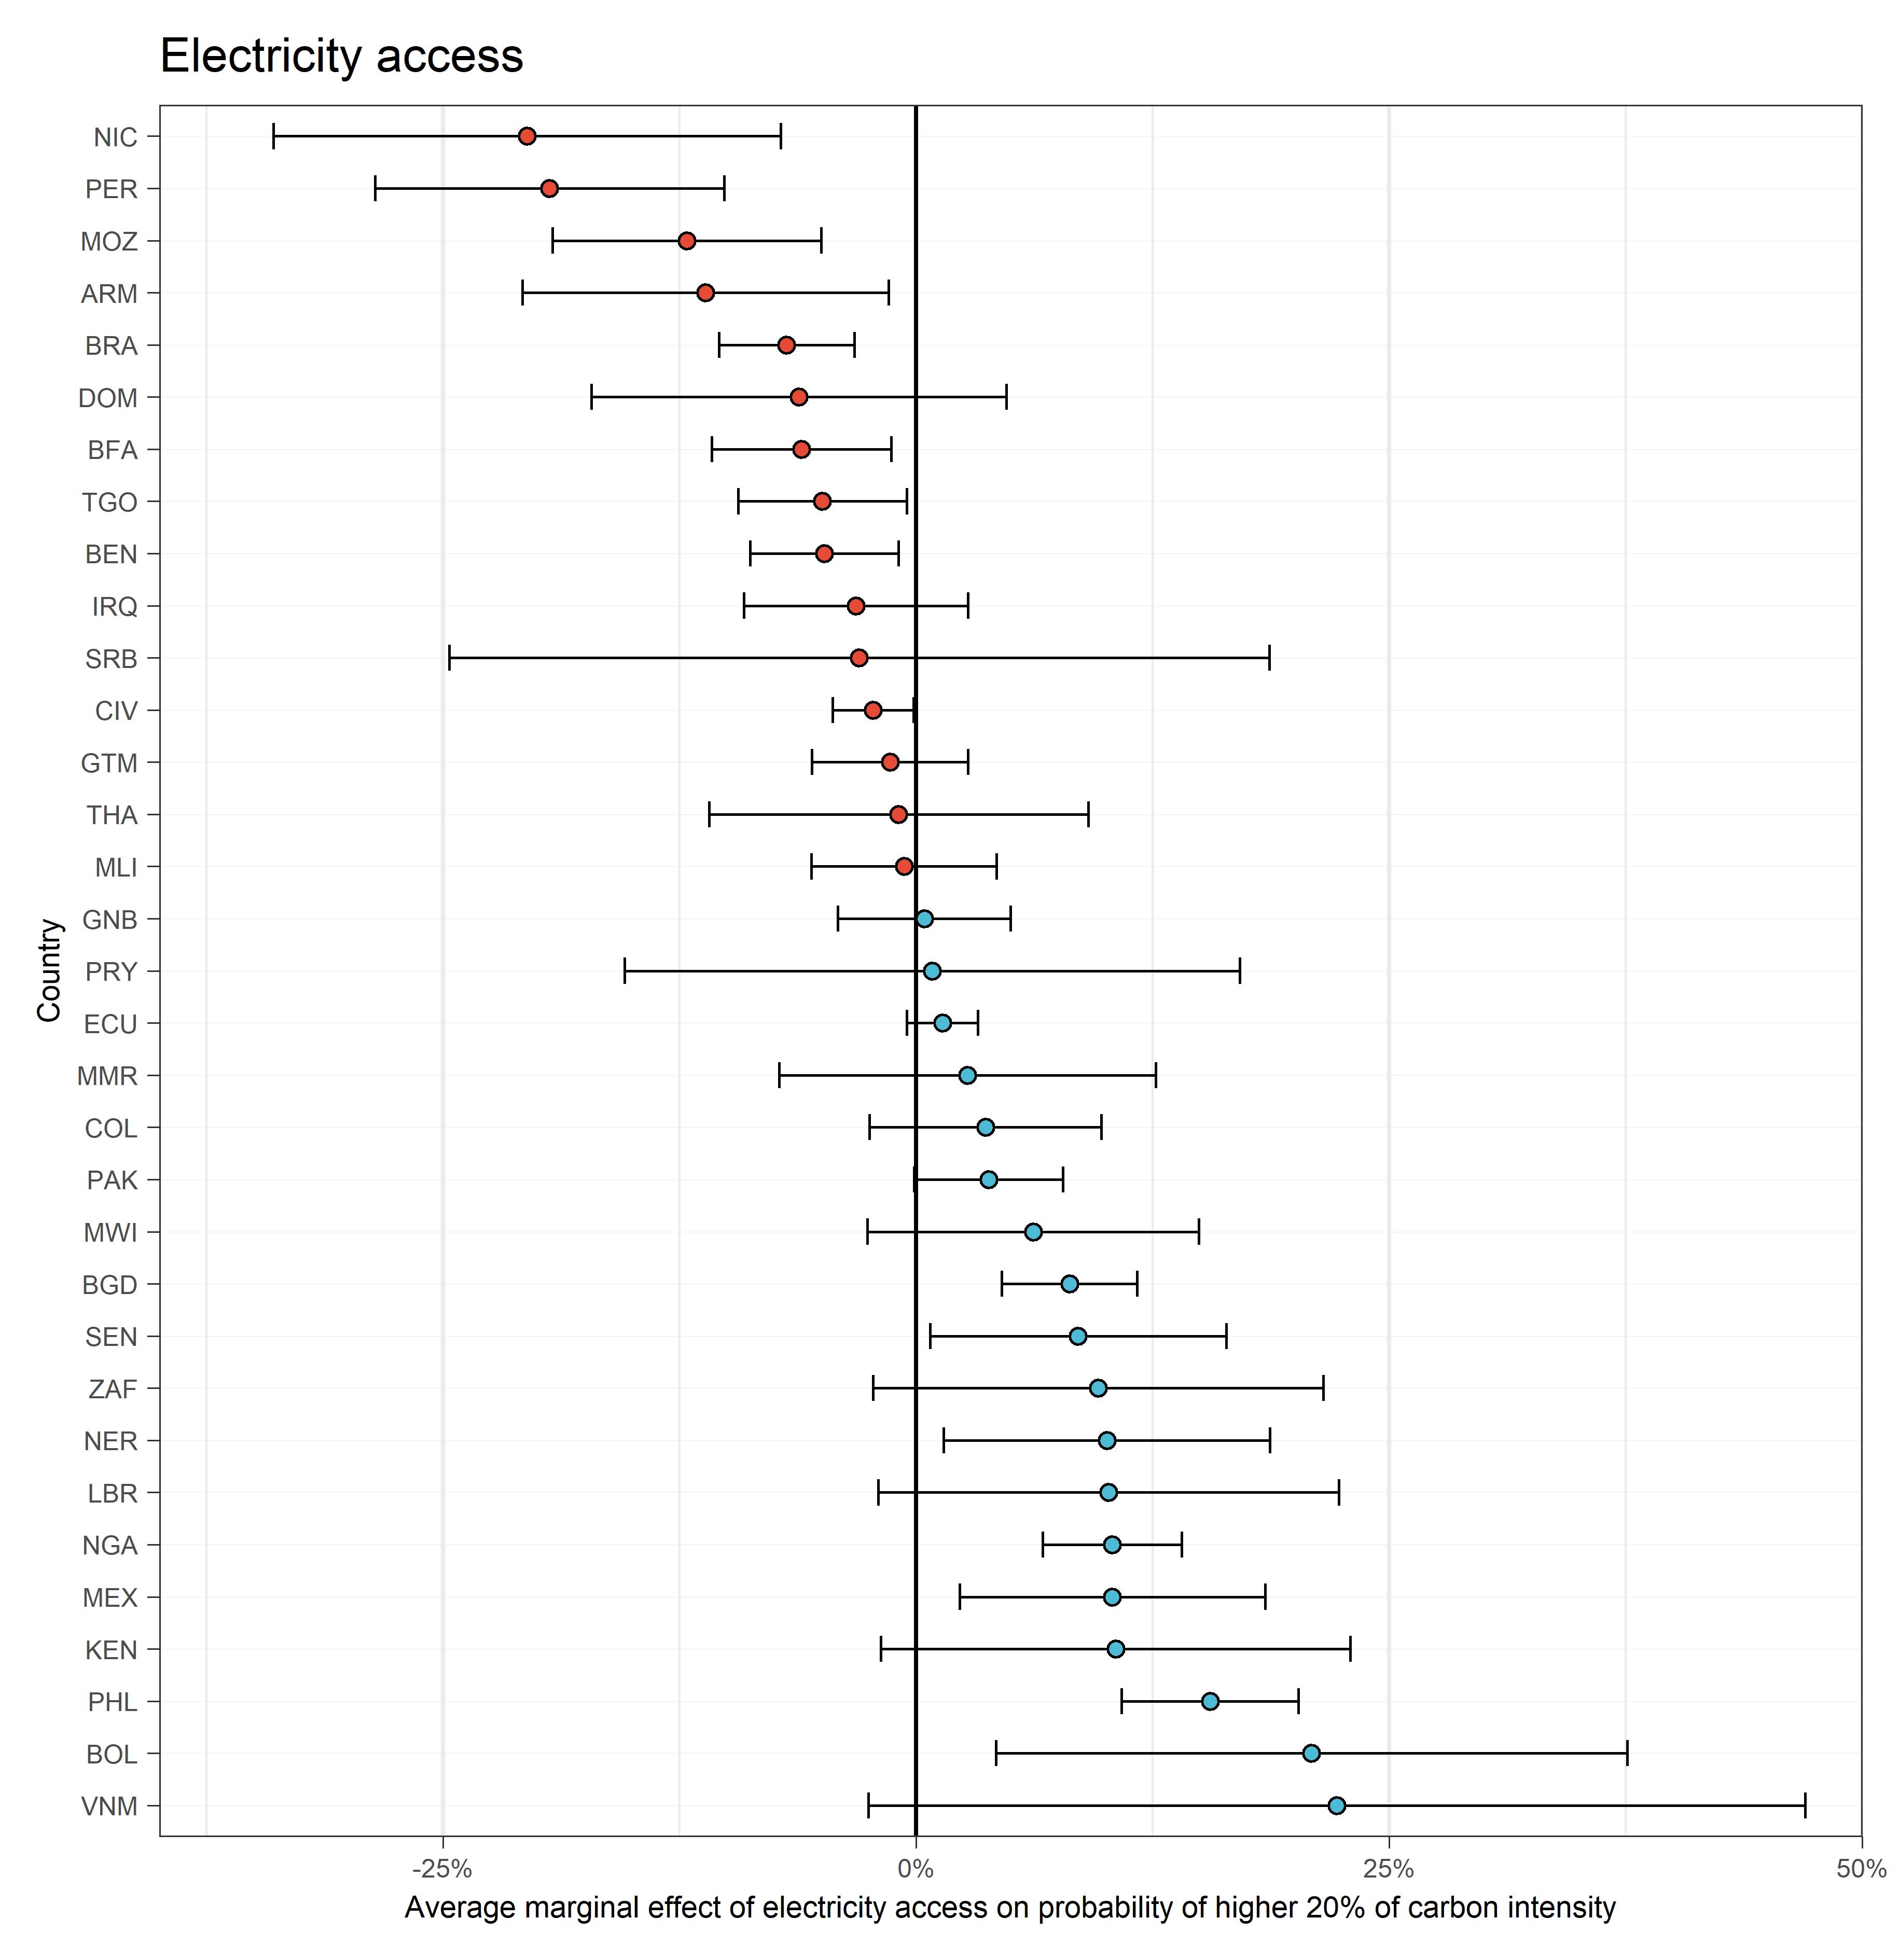 Electricity access
NIC
PER
MOZ
ARM
BRA
DOM
BFA
TGO
BEN
IRQ
SRB
CIV
GTM
THA
MLI
GNB
PRY
ECU
MMR
COL
PAK
MWI
BGD
SEN
ZAF
NER
LBR
NGA
MEX
KEN
PHL
BOL
VNM
Country
-25% 0% 25% 50%
Average marginal effect of electricity access on probability of higher 20% of carbon intensity